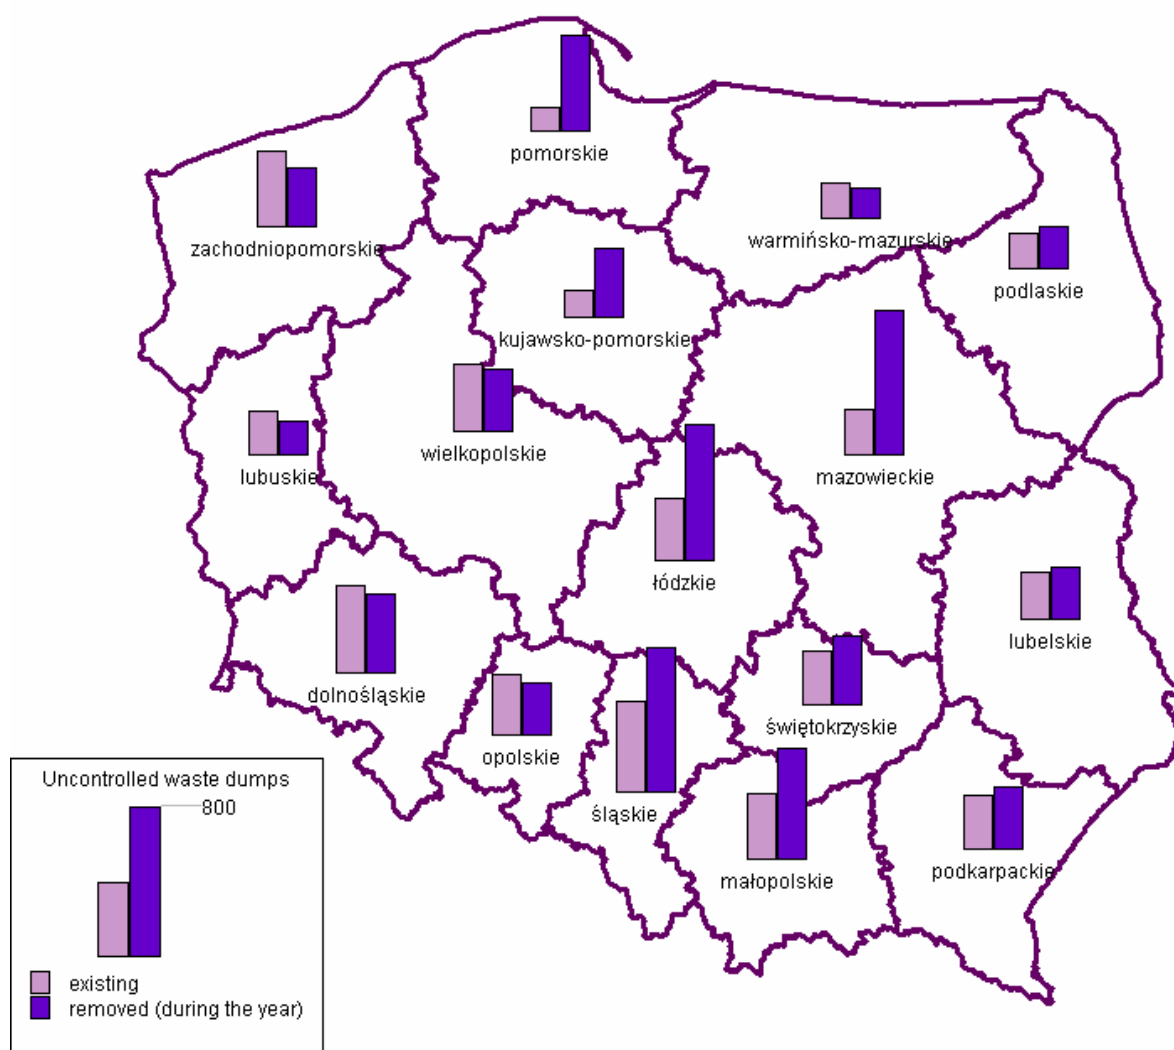 pomorskie
zachodniopomorskie
warmińsko-mazurskie
podlaskie
kujawsko-pomorskie
wielkopolskie
lubuskie
mazowieckie
łódzkie
lubelskie
dolnośląskie
świętokrzyskie
opolskie
śląskie
małopolskie
podkarpackie
Uncontrolled waste dumps
800
existing
removed (during the year)